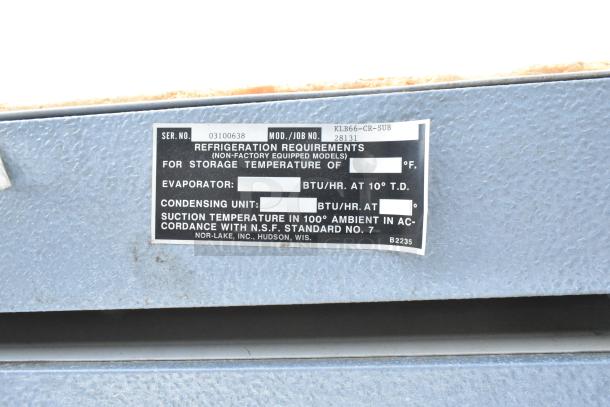 SER. NO. 03100638 MOD./JOB NO. KLB66-CR-SUB
28131
REFRIGERATION REQUIREMENTS
(NON-FACTORY EQUIPPED MODELS)
FOR STORAGE TEMPERATURE OF °F.
EVAPORATOR: BTU/HR. AT 10° T.D.
CONDENSING UNIT: BTU/HR. AT °
SUCTION TEMPERATURE IN 100° AMBIENT IN AC-
CORDANCE WITH N.S.F. STANDARD NO. 7
NOR-LAKE, INC., HUDSON, WIS. B2235